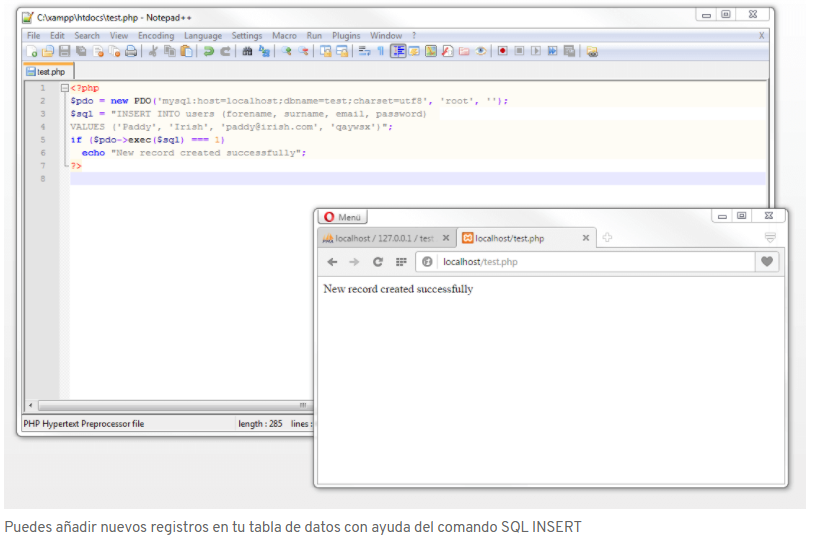 C:\xampp\htdocs\test.php - Notepad++
File Edit Search View Encoding Language Settings Macro Run Plugins Window ?
X
test.php
1 <?php
2 $pdo = new PDO('mysql:host=localhost;dbname=test;charset=utf8', 'root', '');
3 $sql = "INSERT INTO users (forename, surname, email, password)
4 VALUES ('Paddy', 'Irish', 'paddy@irish.com', 'qaywsx')";
5 if ($pdo->exec($sql) === 1)
6 echo "New record created successfully";
7 ?>
8
Menü
localhost / 127.0.0.1 / test
localhost/test.php
localhost/test.php
New record created successfully
PHP Hypertext Preprocessor file length : 285 lines :
Puedes añadir nuevos registros en tu tabla de datos con ayuda del comando SQL INSERT